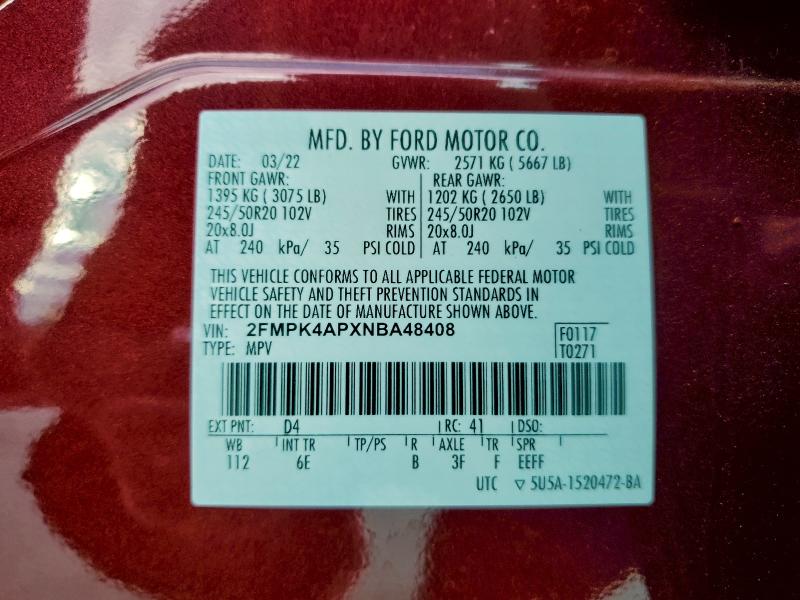 MFD. BY FORD MOTOR CO.
DATE: 03/22 GVWR: 2571 KG ( 5667 LB)
FRONT GAWR: REAR GAWR:
1395 KG ( 3075 LB) WITH 1202 KG ( 2650 LB) WITH
245/50R20 102V TIRES 245/50R20 102V TIRES
20x8.0J RIMS 20x8.0J RIMS
AT 240 kPa/ 35 PSI COLD AT 240 kPa/ 35 PSI COLD
THIS VEHICLE CONFORMS TO ALL APPLICABLE FEDERAL MOTOR
VEHICLE SAFETY AND THEFT PREVENTION STANDARDS IN
EFFECT ON THE DATE OF MANUFACTURE SHOWN ABOVE.
VIN: 2FMPK4APXNBA48408 F0117
TYPE: MPV T0271
EXT PNT: D4 RC: 41 DSO:
WB INT TR TP/PS R AXLE TR SPR
112 6E B 3F F EEFF
UTC ▽ 5U5A-1520472-BA